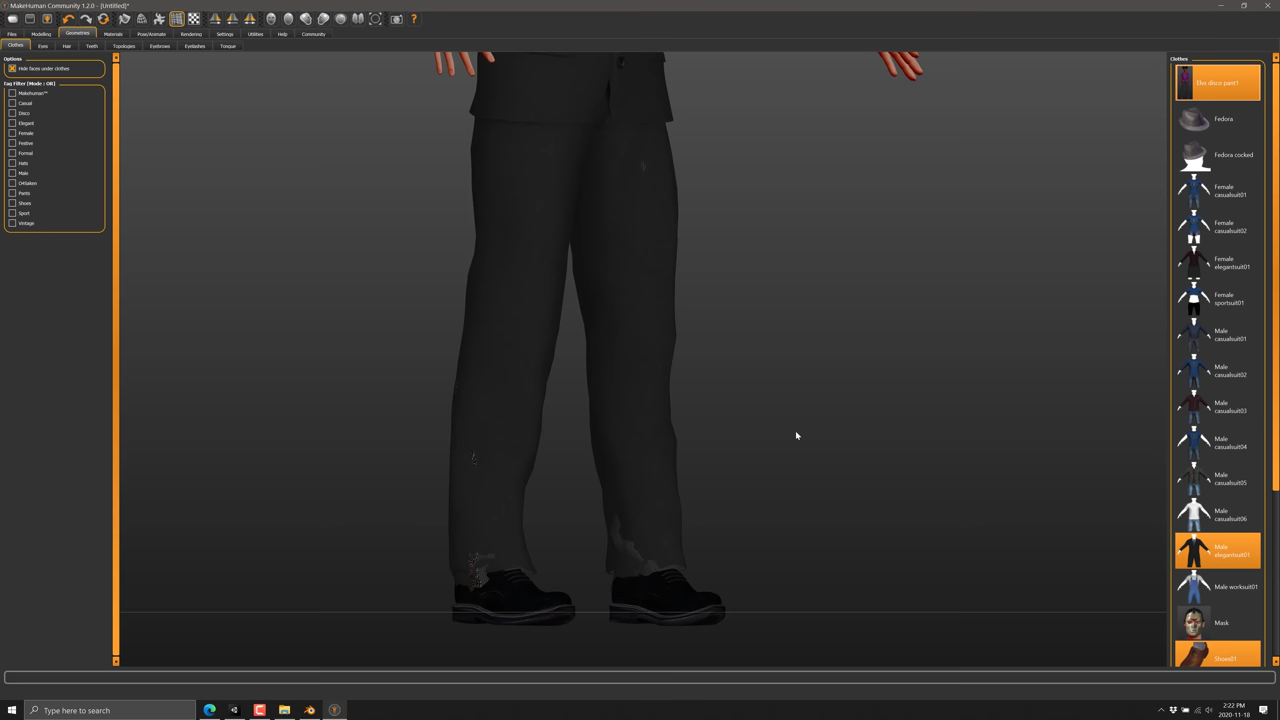 MakeHuman Community 1.2.0 - [Untitled]*
Files
Modelling
Geometries
Materials
Pose/Animate
Rendering
Settings
Utilities
Help
Community
Clothes
Eyes
Hair
Teeth
Topologies
Eyebrows
Eyelashes
Tongue
Options
Hide faces under clothes
Tag Filter [Mode : OR]
Makehuman™
Casual
Disco
Elegant
Female
Festive
Formal
Hats
Male
O4Saken
Pants
Shoes
Sport
Vintage
Clothes
Elvs disco pant1
Fedora
Fedora cocked
Female
casualsuit01
Female
casualsuit02
Female
elegantsuit01
Female
sportsuit01
Male
casualsuit01
Male
casualsuit02
Male
casualsuit03
Male
casualsuit04
Male
casualsuit05
Male
casualsuit06
Male
elegantsuit01
Male worksuit01
Mask
Shoes01
Type here to search
2:22 PM
2020-11-18